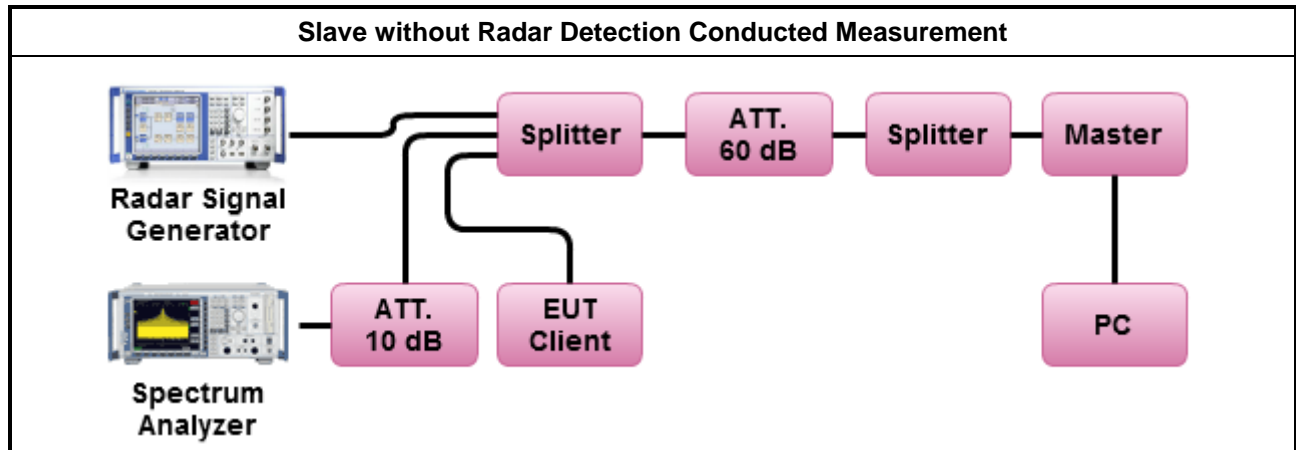 Slave without Radar Detection Conducted Measurement
Radar Signal
Generator
Splitter
ATT.
60 dB
Splitter
Master
Spectrum
Analyzer
ATT.
10 dB
EUT
Client
PC